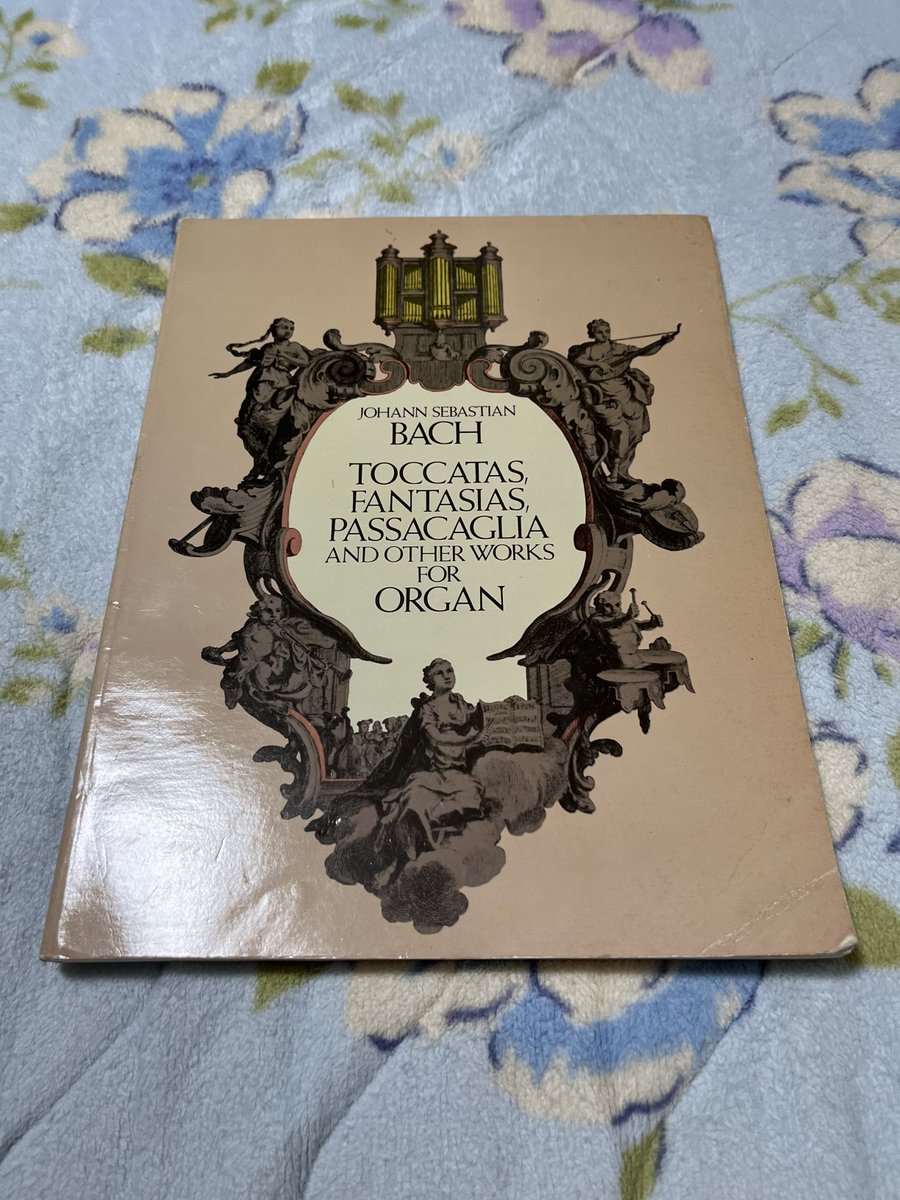 JOHANN SEBASTIAN
BACH
TOCCATAS,
FANTASIAS,
PASSACAGLIA
AND OTHER WORKS
FOR
ORGAN